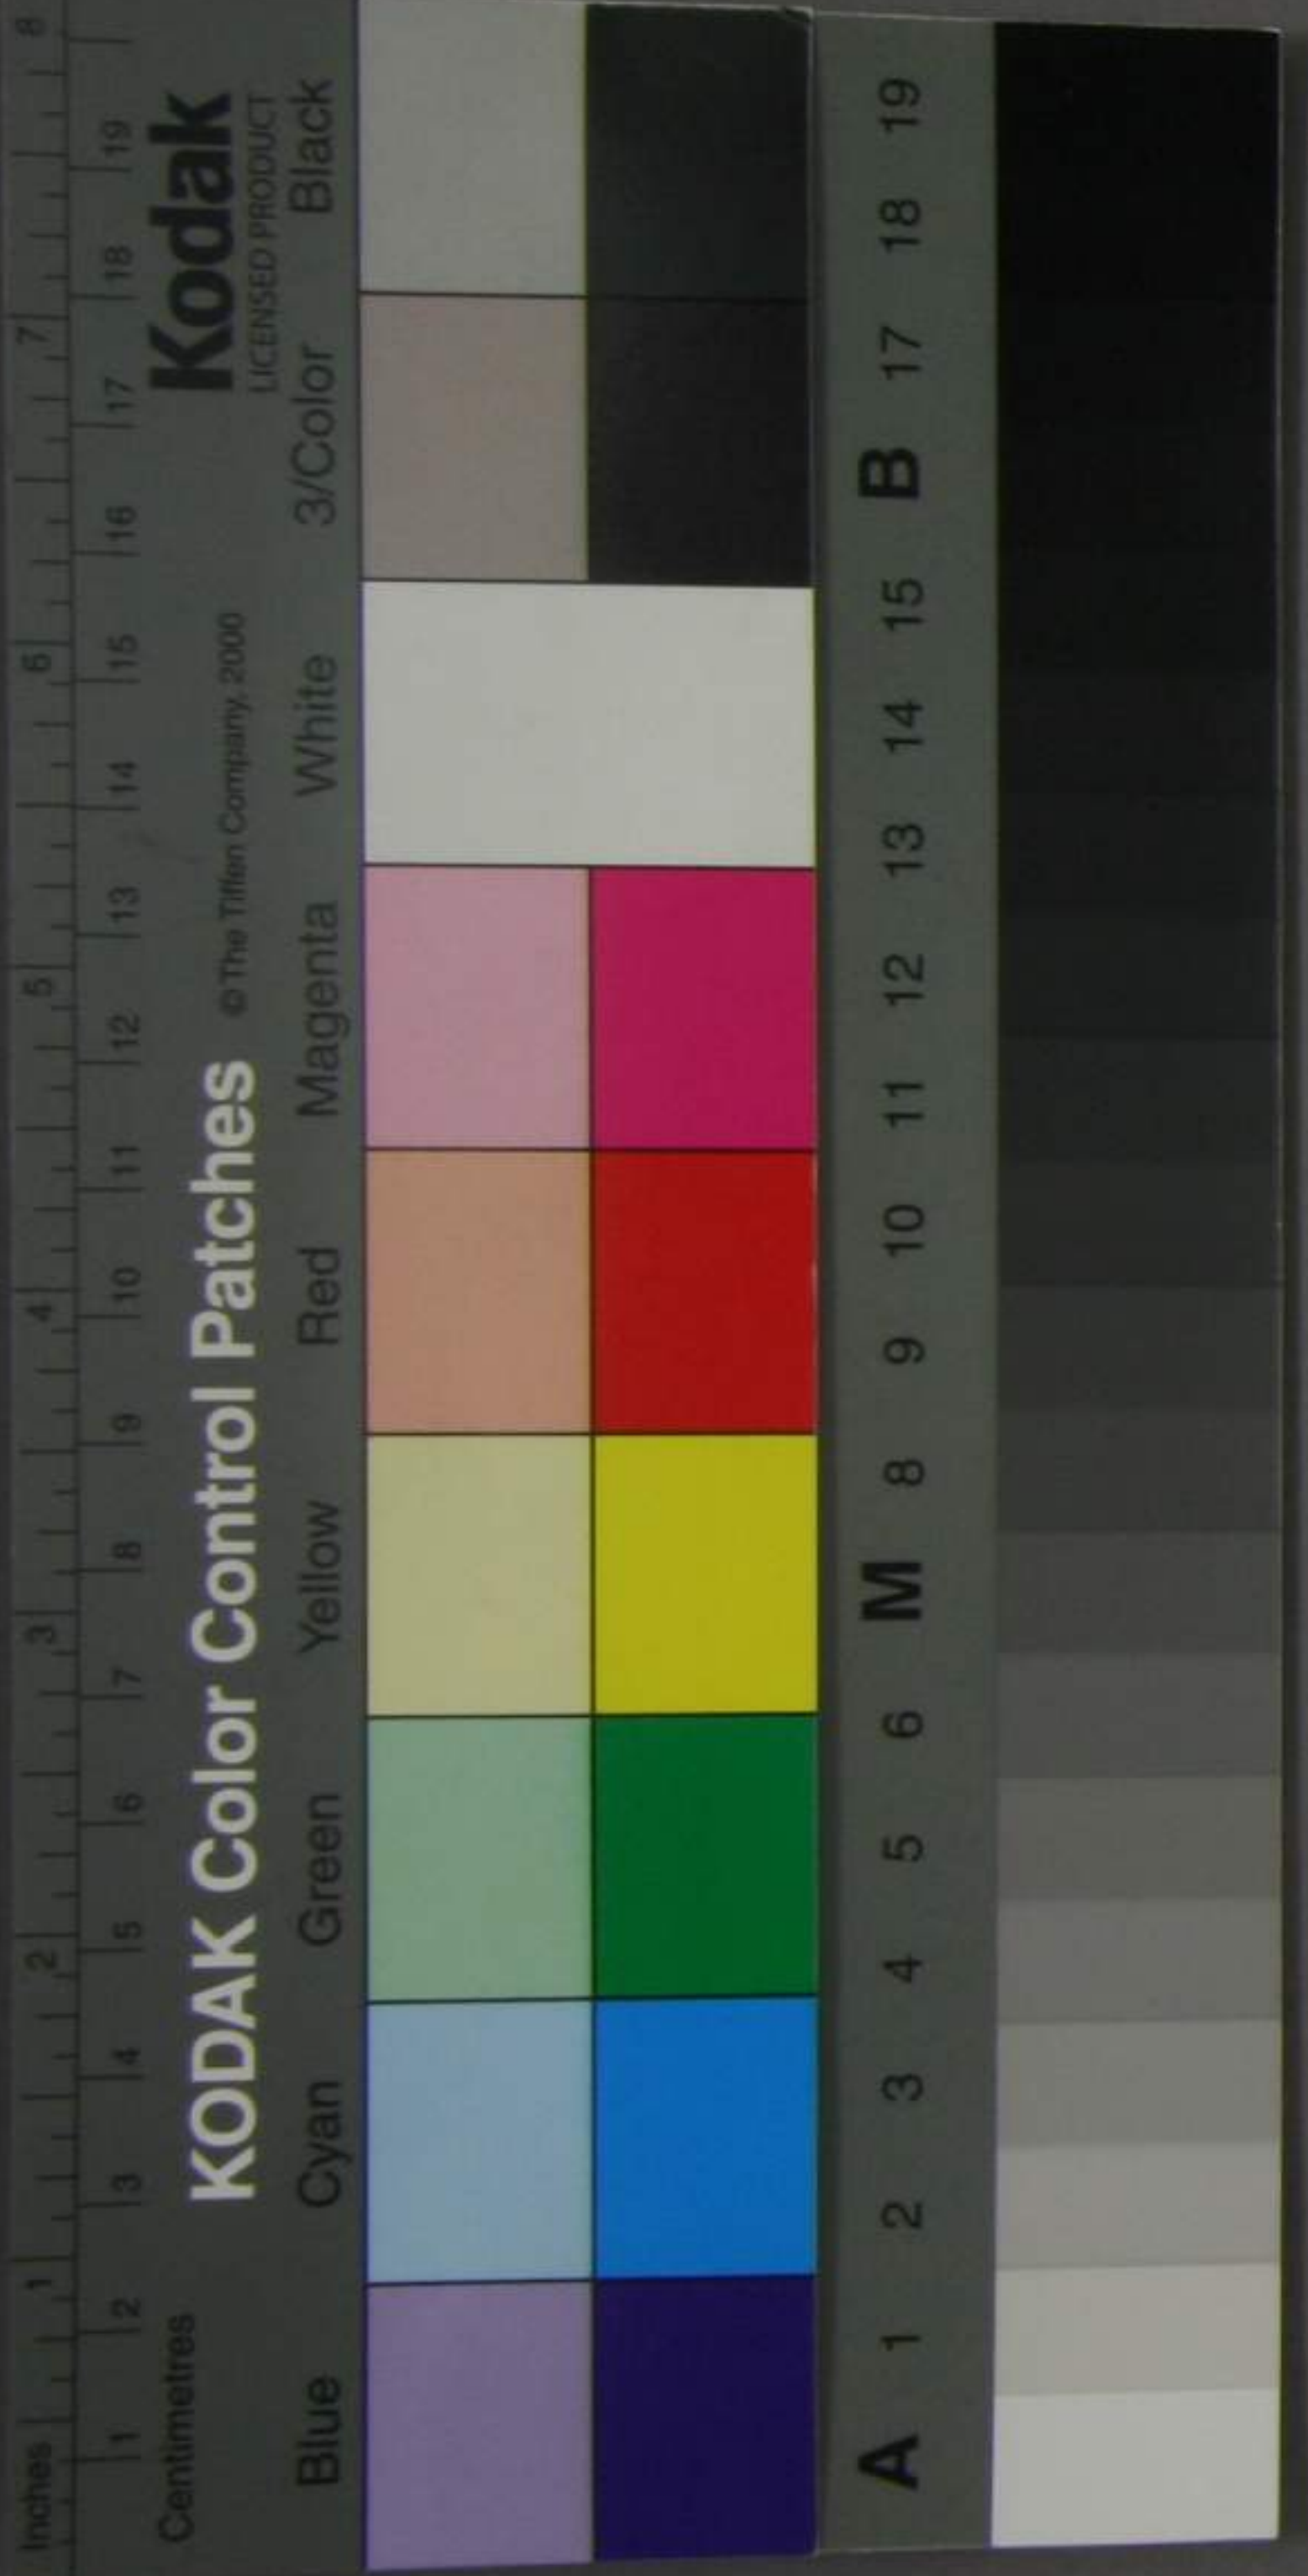 Inches 1 2 3 4 5 6 7 8
1 2 3 4 5 6 7 8 9 10 11 12 13 14 15 16 17 18 19
Centimetres
KODAK Color Control Patches © The Tiffen Company, 2000
Kodak
LICENSED PRODUCT
Blue Cyan Green Yellow Red Magenta White 3/Color Black
A 1 2 3 4 5 6 M 8 9 10 11 12 13 14 15 B 17 18 19